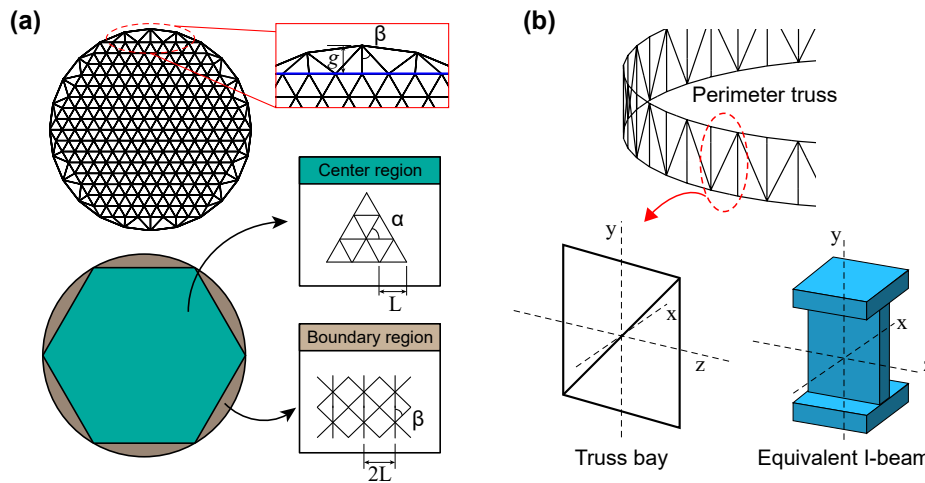 (a)
β
g
Center region
α
L
Boundary region
β
2L
(b)
Perimeter truss
y
x
z
Truss bay
y
x
Equivalent I-beam